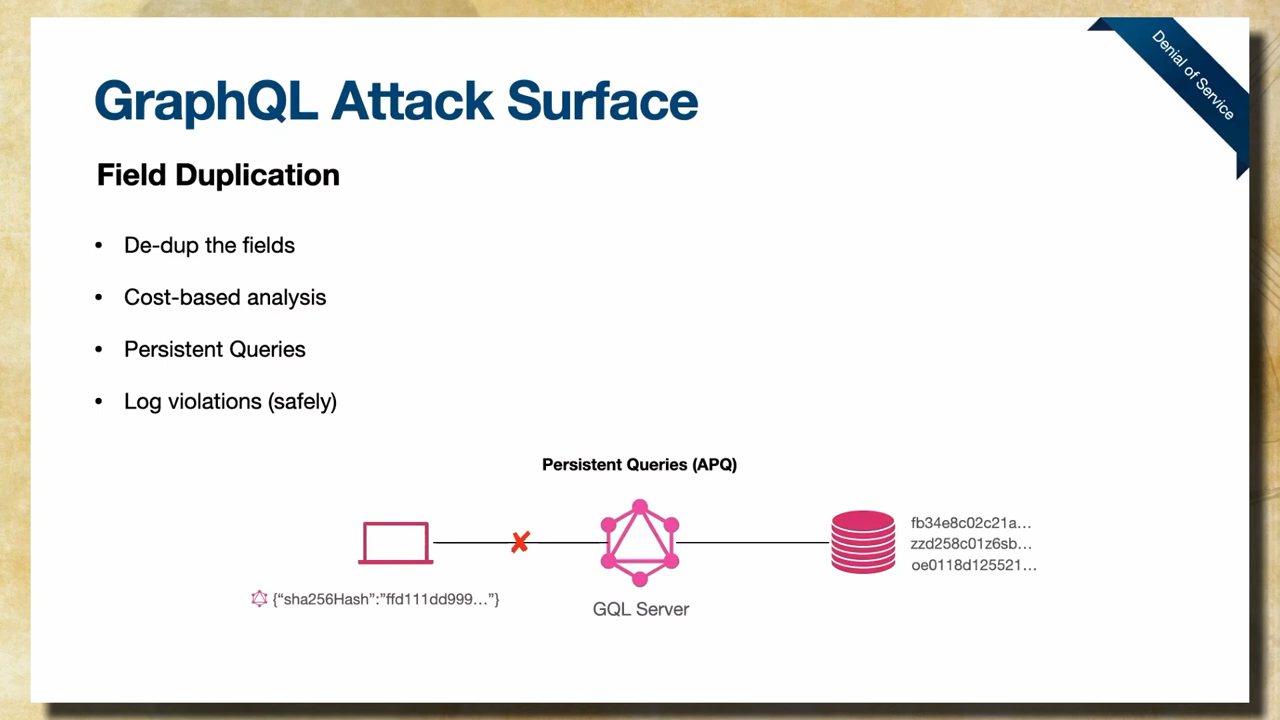 Denial of Service
GraphQL Attack Surface
Field Duplication
• De-dup the fields
• Cost-based analysis
• Persistent Queries
• Log violations (safely)
Persistent Queries (APQ)
fb34e8c02c21a…
zzd258c01z6sb…
oe0118d125521…
{“sha256Hash”:”ffd111dd999…”}
GQL Server